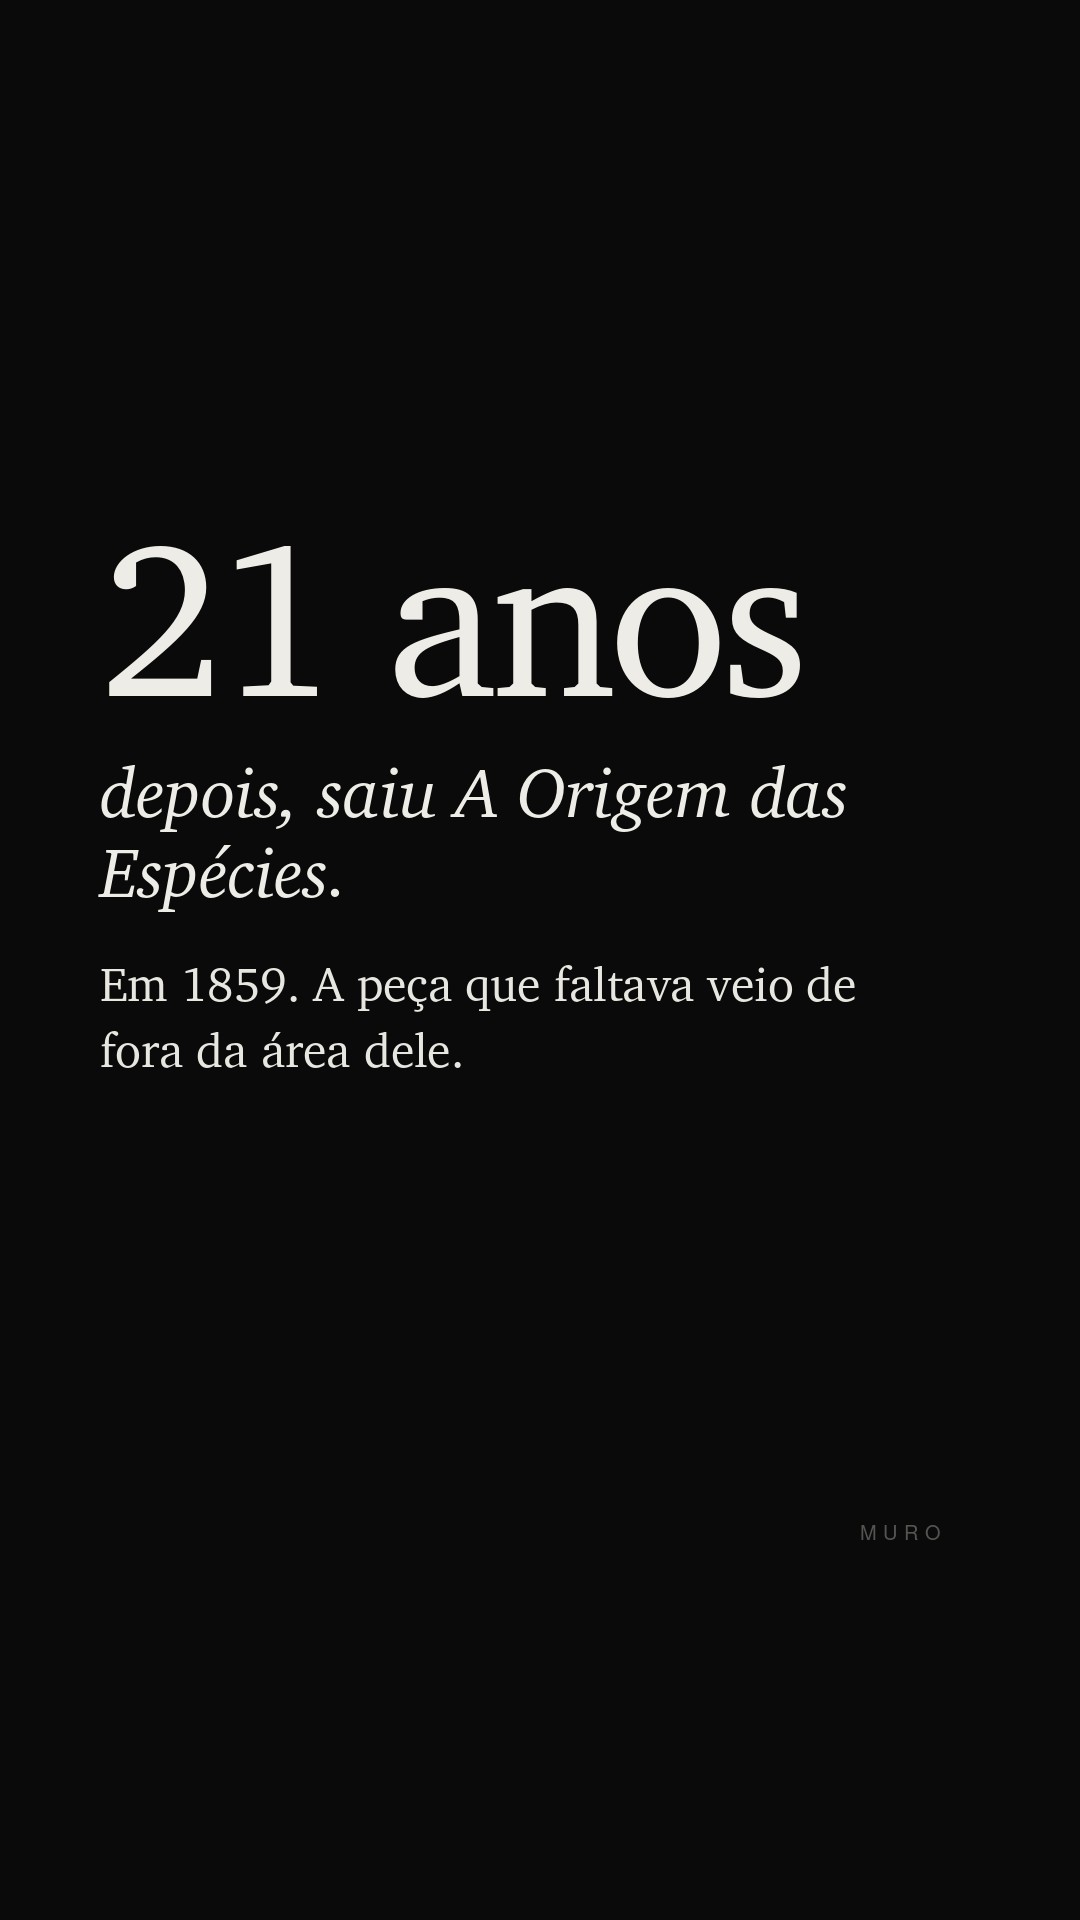 21 anos
depois, saiu A Origem das
Espécies.
Em 1859. A peça que faltava veio de
fora da área dele.
MURO